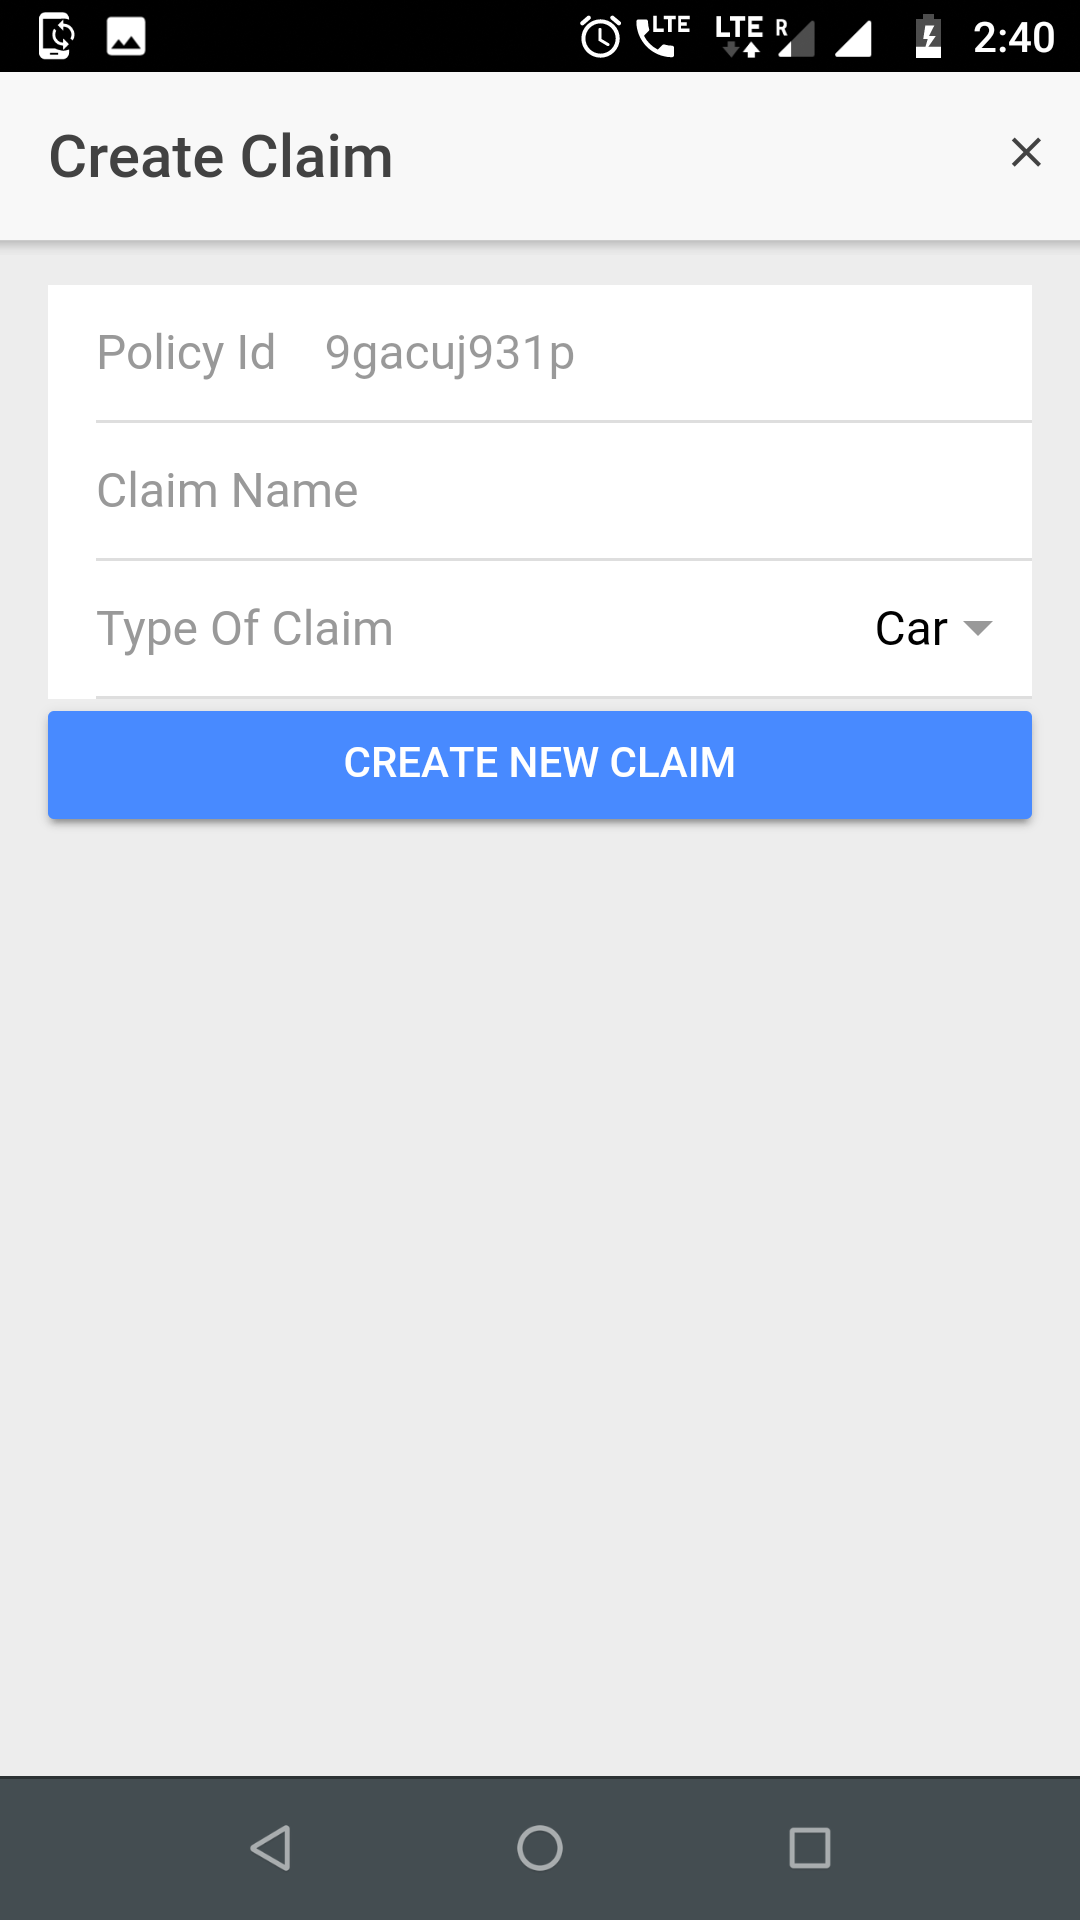 LTE LTE R 2:40
Create Claim
Policy Id 9gacuj931p
Claim Name
Type Of Claim Car
CREATE NEW CLAIM